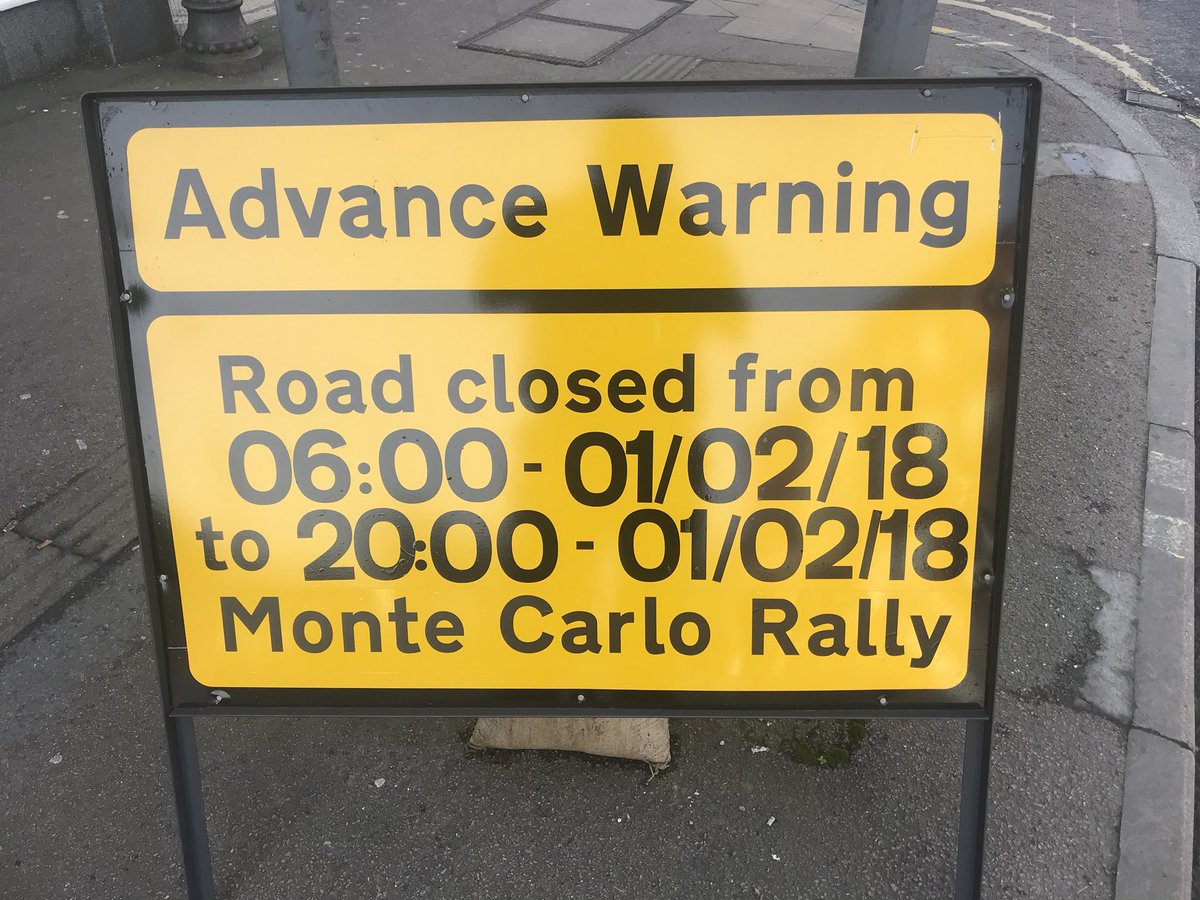 Advance Warning
Road closed from
06:00 - 01/02/18
to 20:00 - 01/02/18
Monte Carlo Rally